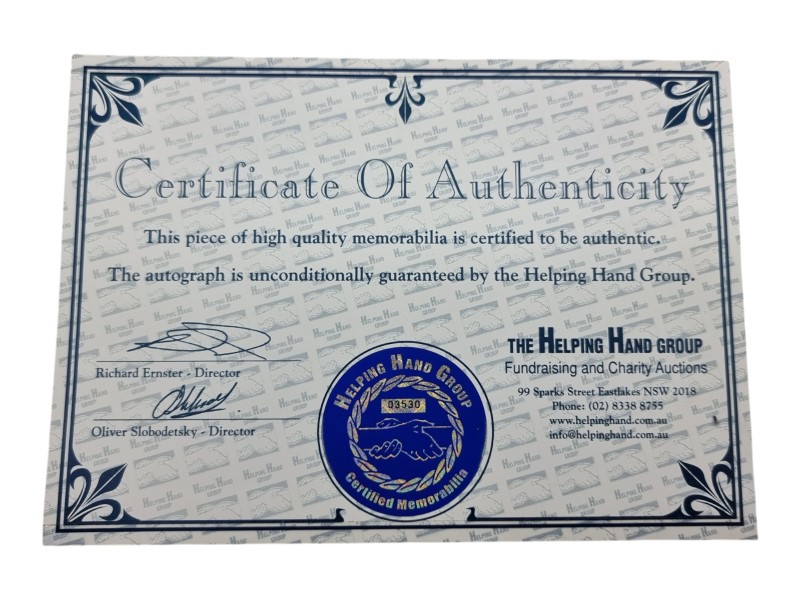 Certificate Of Authenticity
This piece of high quality memorabilia is certified to be authentic.
The autograph is unconditionally guaranteed by the Helping Hand Group.
Richard Ernster - Director
Oliver Slobodetsky - Director
HELPING HAND GROUP
03530
Certified Memorabilia
THE HELPING HAND GROUP
Fundraising and Charity Auctions
99 Sparks Street Eastlakes NSW 2018
Phone: (02) 8338 8755
www.helpinghand.com.au
info@helpinghand.com.au